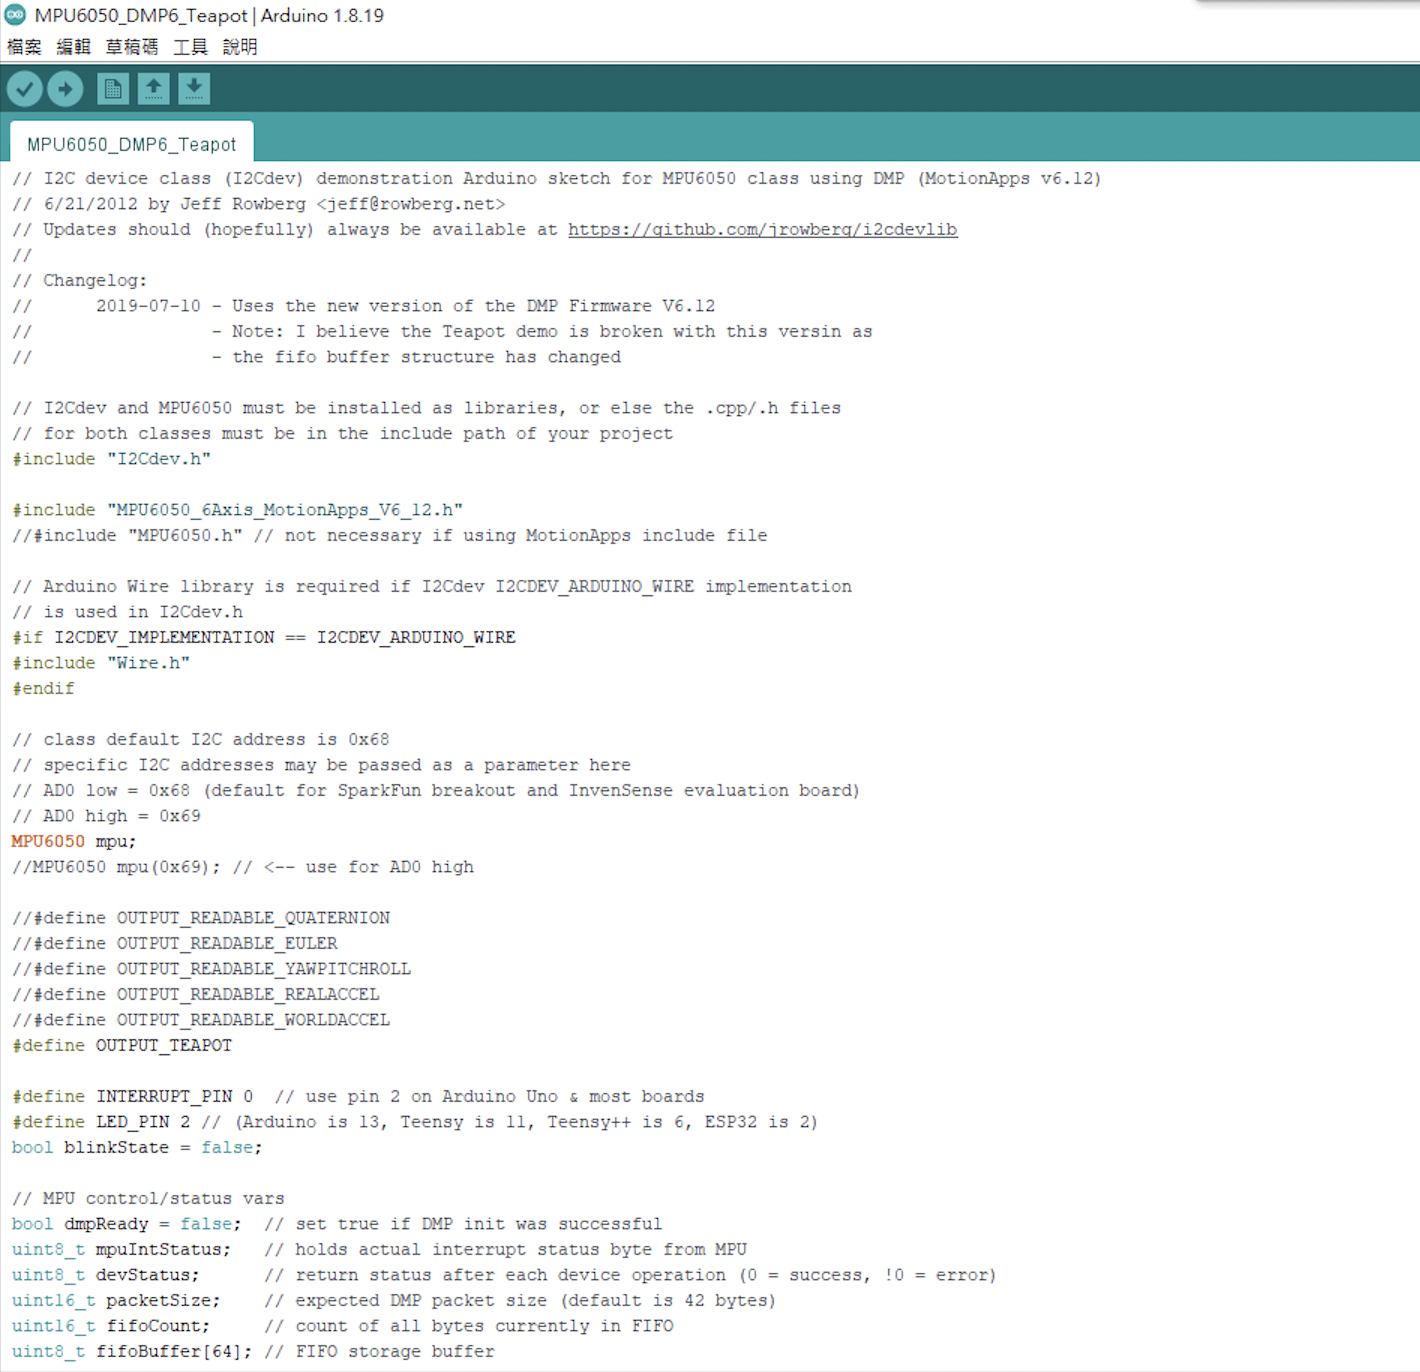 MPU6050_DMP6_Teapot | Arduino 1.8.19
檔案 編輯 草稿碼 工具 說明
MPU6050_DMP6_Teapot
// I2C device class (I2Cdev) demonstration Arduino sketch for MPU6050 class using DMP (MotionApps v6.12)
// 6/21/2012 by Jeff Rowberg <jeff@rowberg.net>
// Updates should (hopefully) always be available at https://github.com/jrowberg/i2cdevlib
//
// Changelog:
//      2019-07-10 - Uses the new version of the DMP Firmware V6.12
//                 - Note: I believe the Teapot demo is broken with this versin as
//                 - the fifo buffer structure has changed
// I2Cdev and MPU6050 must be installed as libraries, or else the .cpp/.h files
// for both classes must be in the include path of your project
#include "I2Cdev.h"
#include "MPU6050_6Axis_MotionApps_V6_12.h"
//#include "MPU6050.h" // not necessary if using MotionApps include file
// Arduino Wire library is required if I2Cdev I2CDEV_ARDUINO_WIRE implementation
// is used in I2Cdev.h
#if I2CDEV_IMPLEMENTATION == I2CDEV_ARDUINO_WIRE
#include "Wire.h"
#endif
// class default I2C address is 0x68
// specific I2C addresses may be passed as a parameter here
// AD0 low = 0x68 (default for SparkFun breakout and InvenSense evaluation board)
// AD0 high = 0x69
MPU6050 mpu;
//MPU6050 mpu(0x69); // <-- use for AD0 high
//#define OUTPUT_READABLE_QUATERNION
//#define OUTPUT_READABLE_EULER
//#define OUTPUT_READABLE_YAWPITCHROLL
//#define OUTPUT_READABLE_REALACCEL
//#define OUTPUT_READABLE_WORLDACCEL
#define OUTPUT_TEAPOT
#define INTERRUPT_PIN 0  // use pin 2 on Arduino Uno & most boards
#define LED_PIN 2 // (Arduino is 13, Teensy is 11, Teensy++ is 6, ESP32 is 2)
bool blinkState = false;
// MPU control/status vars
bool dmpReady = false;  // set true if DMP init was successful
uint8_t mpuIntStatus;   // holds actual interrupt status byte from MPU
uint8_t devStatus;      // return status after each device operation (0 = success, !0 = error)
uint16_t packetSize;    // expected DMP packet size (default is 42 bytes)
uint16_t fifoCount;     // count of all bytes currently in FIFO
uint8_t fifoBuffer[64]; // FIFO storage buffer